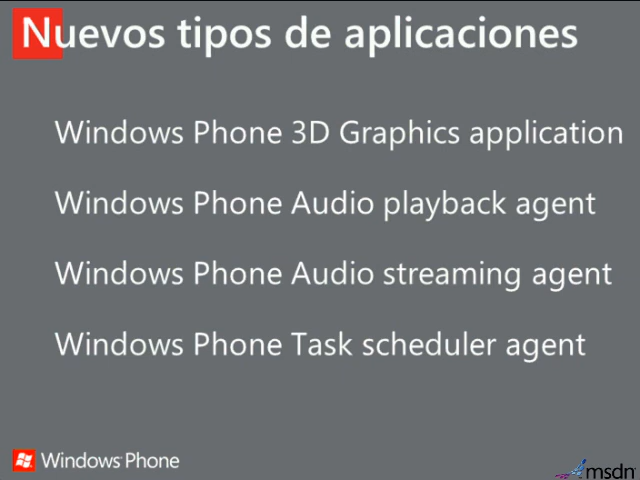 Nuevos tipos de aplicaciones
Windows Phone 3D Graphics application
Windows Phone Audio playback agent
Windows Phone Audio streaming agent
Windows Phone Task scheduler agent
Windows Phone
msdn